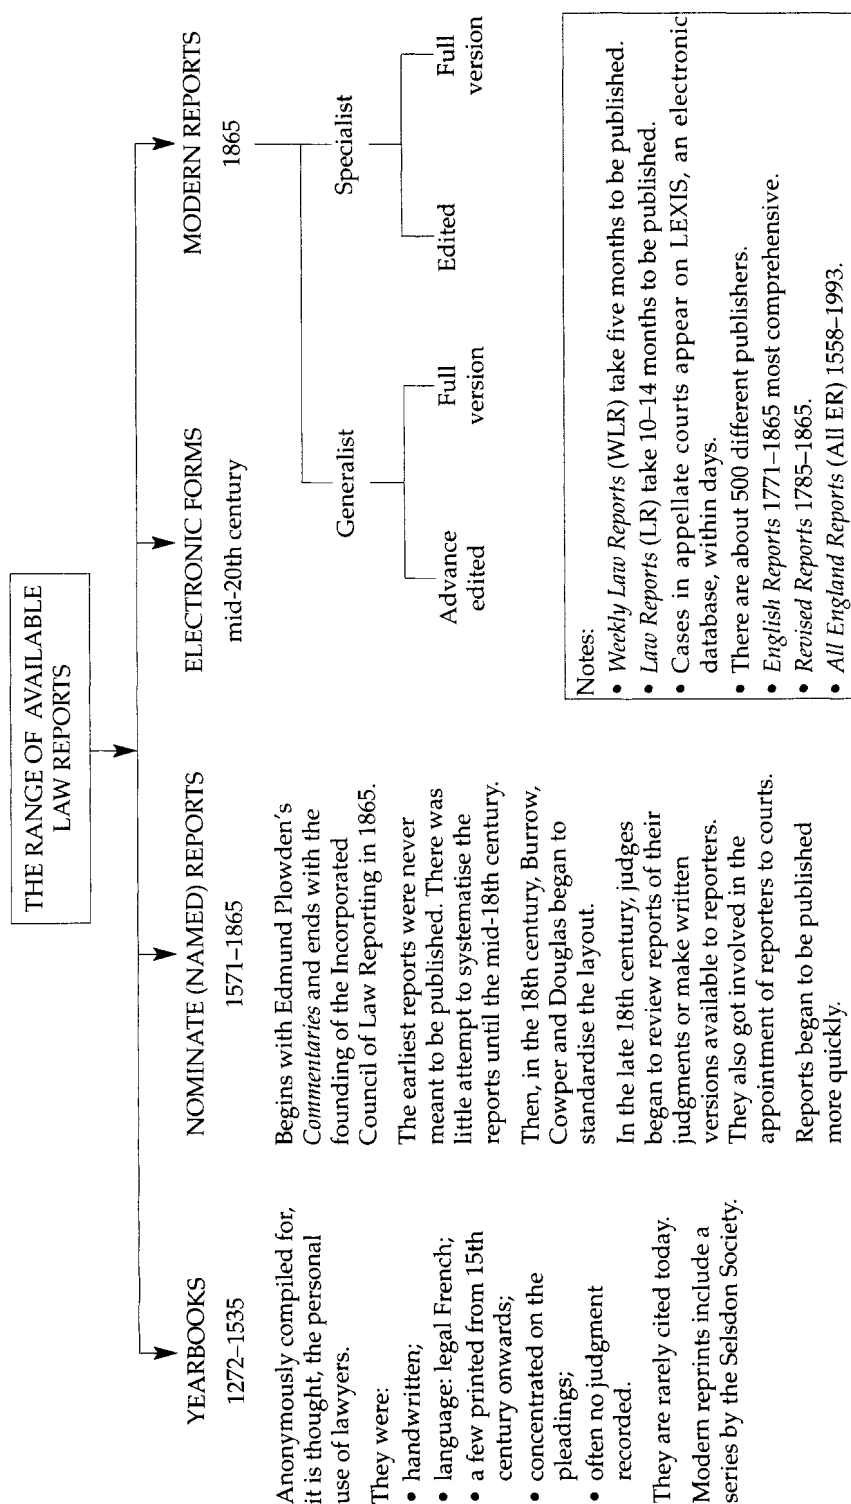 THE RANGE OF AVAILABLE
LAW REPORTS
YEARBOOKS
1272–1535
Anonymously compiled for,
it is thought, the personal
use of lawyers.
They were:
• handwritten;
• language: legal French;
• a few printed from 15th
century onwards;
• concentrated on the
pleadings;
• often no judgment
recorded.
They are rarely cited today.
Modern reprints include a
series by the Selsdon Society.
NOMINATE (NAMED) REPORTS
1571–1865
Begins with Edmund Plowden's
Commentaries and ends with the
founding of the Incorporated
Council of Law Reporting in 1865.
The earliest reports were never
meant to be published. There was
little attempt to systematise the
reports until the mid-18th century.
Then, in the 18th century, Burrow,
Cowper and Douglas began to
standardise the layout.
In the late 18th century, judges
began to review reports of their
judgments or make written
versions available to reporters.
They also got involved in the
appointment of reporters to courts.
Reports began to be published
more quickly.
ELECTRONIC FORMS
mid-20th century
MODERN REPORTS
1865
Generalist
Specialist
Advance
edited
Full
version
Edited
Full
version
Notes:
• Weekly Law Reports (WLR) take five months to be published.
• Law Reports (LR) take 10–14 months to be published.
• Cases in appellate courts appear on LEXIS, an electronic
database, within days.
• There are about 500 different publishers.
• English Reports 1771–1865 most comprehensive.
• Revised Reports 1785–1865.
• All England Reports (All ER) 1558–1993.